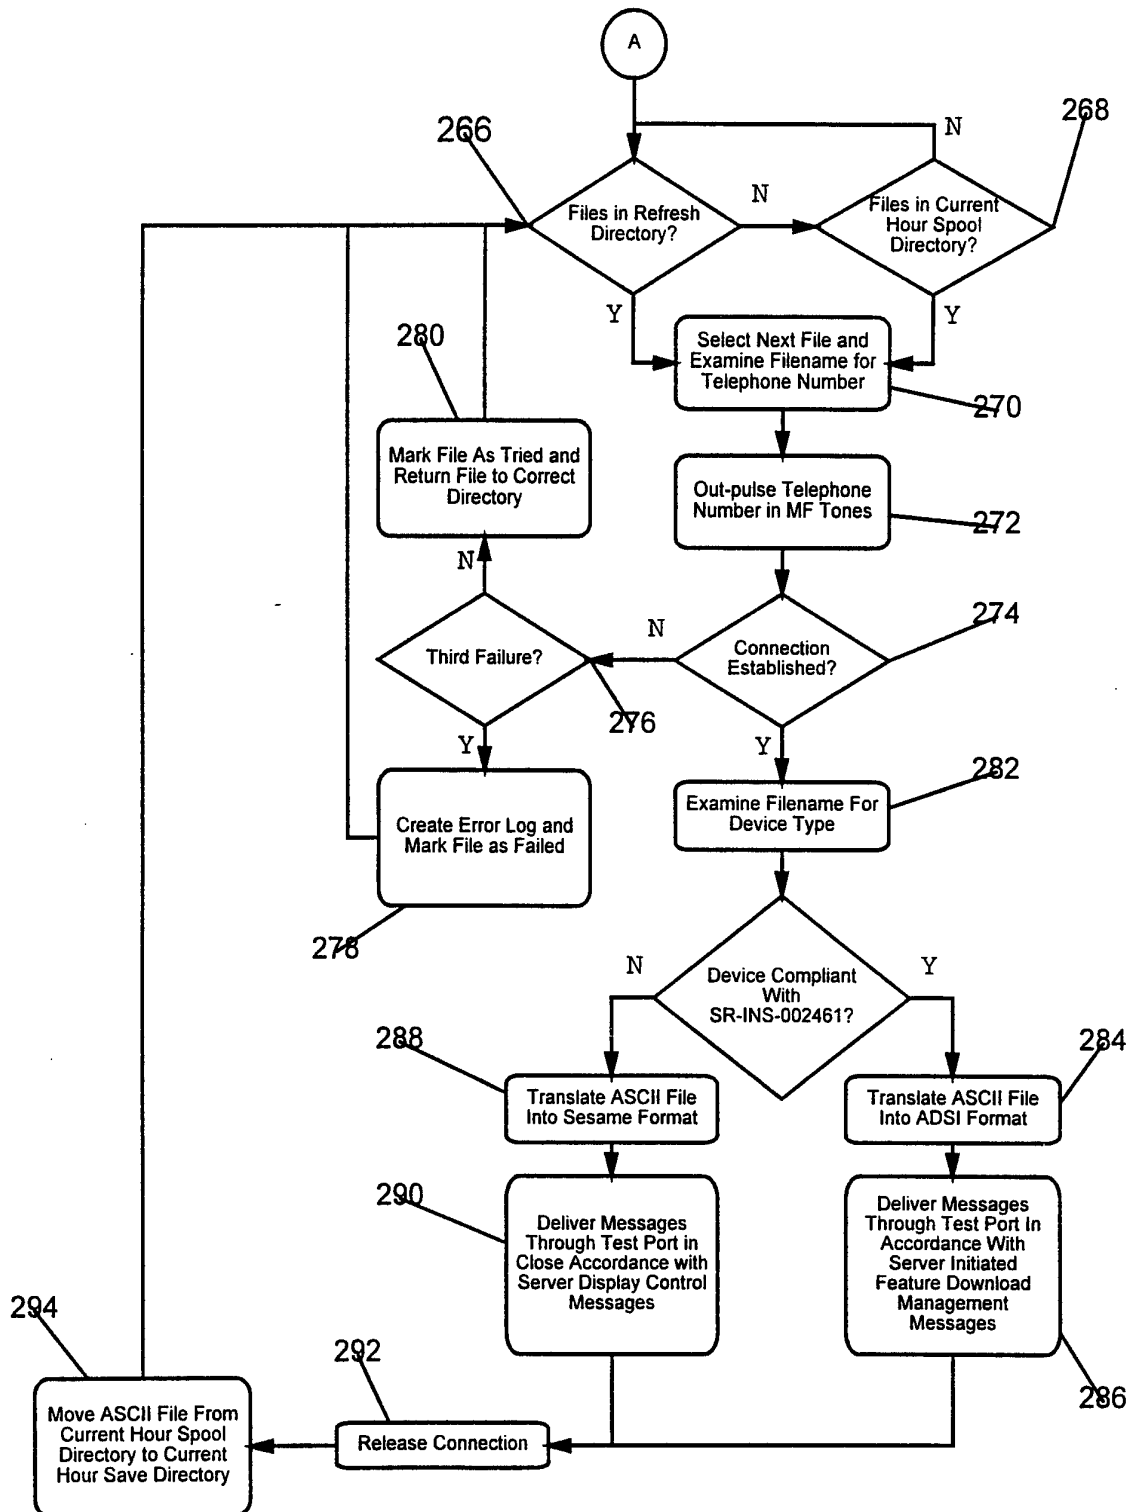 A
266
268
N
Files in Refresh
Directory?
N
Files in Current
Hour Spool
Directory?
Y
Y
280
Select Next File and
Examine Filename for
Telephone Number
270
Mark File As Tried and
Return File to Correct
Directory
Out-pulse Telephone
Number in MF Tones
272
N
274
N
Third Failure?
Connection
Established?
276
Y
Y
282
Examine Filename For
Device Type
Create Error Log and
Mark File as Failed
278
N
Y
Device Compliant
With
SR-INS-002461?
288
284
Translate ASCII File
Into Sesame Format
Translate ASCII File
Into ADSI Format
290
Deliver Messages
Through Test Port in
Close Accordance with
Server Display Control
Messages
Deliver Messages
Through Test Port In
Accordance With
Server Initiated
Feature Download
Management
Messages
294
292
286
Move ASCII File From
Current Hour Spool
Directory to Current
Hour Save Directory
Release Connection